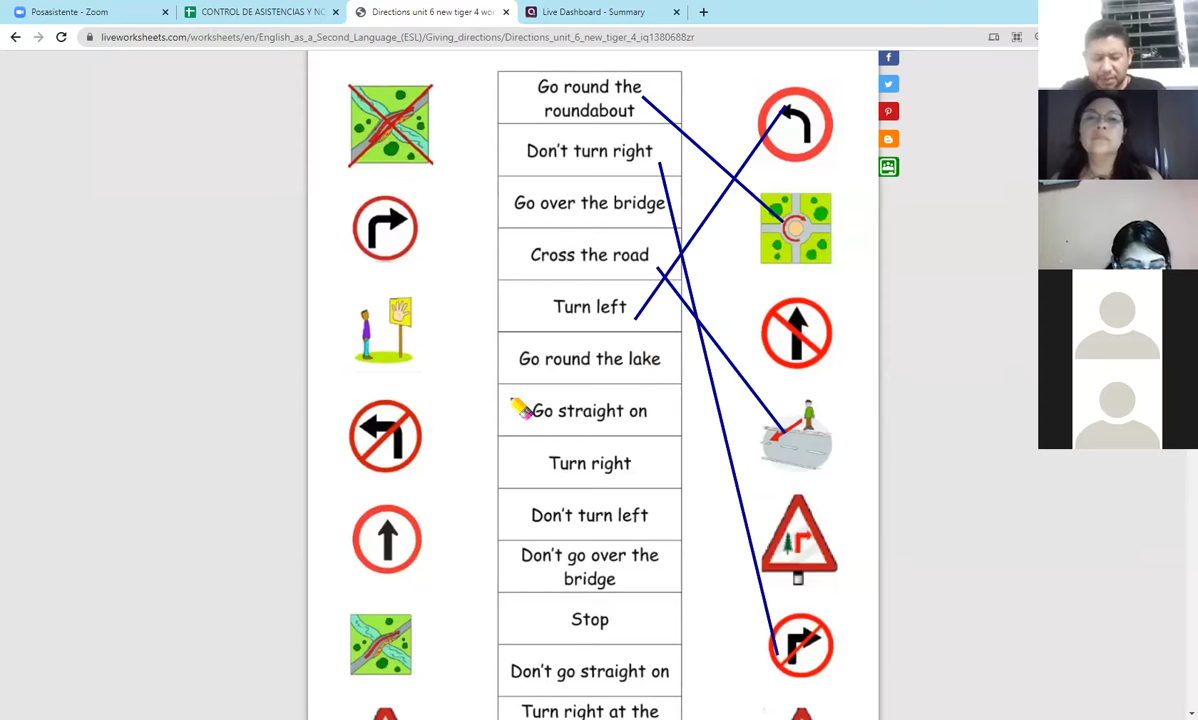 Posasistente - Zoom
CONTROL DE ASISTENCIAS Y NO
Directions unit 6 new tiger 4 wor
Live Dashboard - Summary
liveworksheets.com/worksheets/en/English_as_a_Second_Language_(ESL)/Giving_directions/Directions_unit_6_new_tiger_4_iq1380688zr
Go round the
roundabout
Don't turn right
Go over the bridge
Cross the road
Turn left
Go round the lake
Go straight on
Turn right
Don't turn left
Don't go over the
bridge
Stop
Don't go straight on
Turn right at the